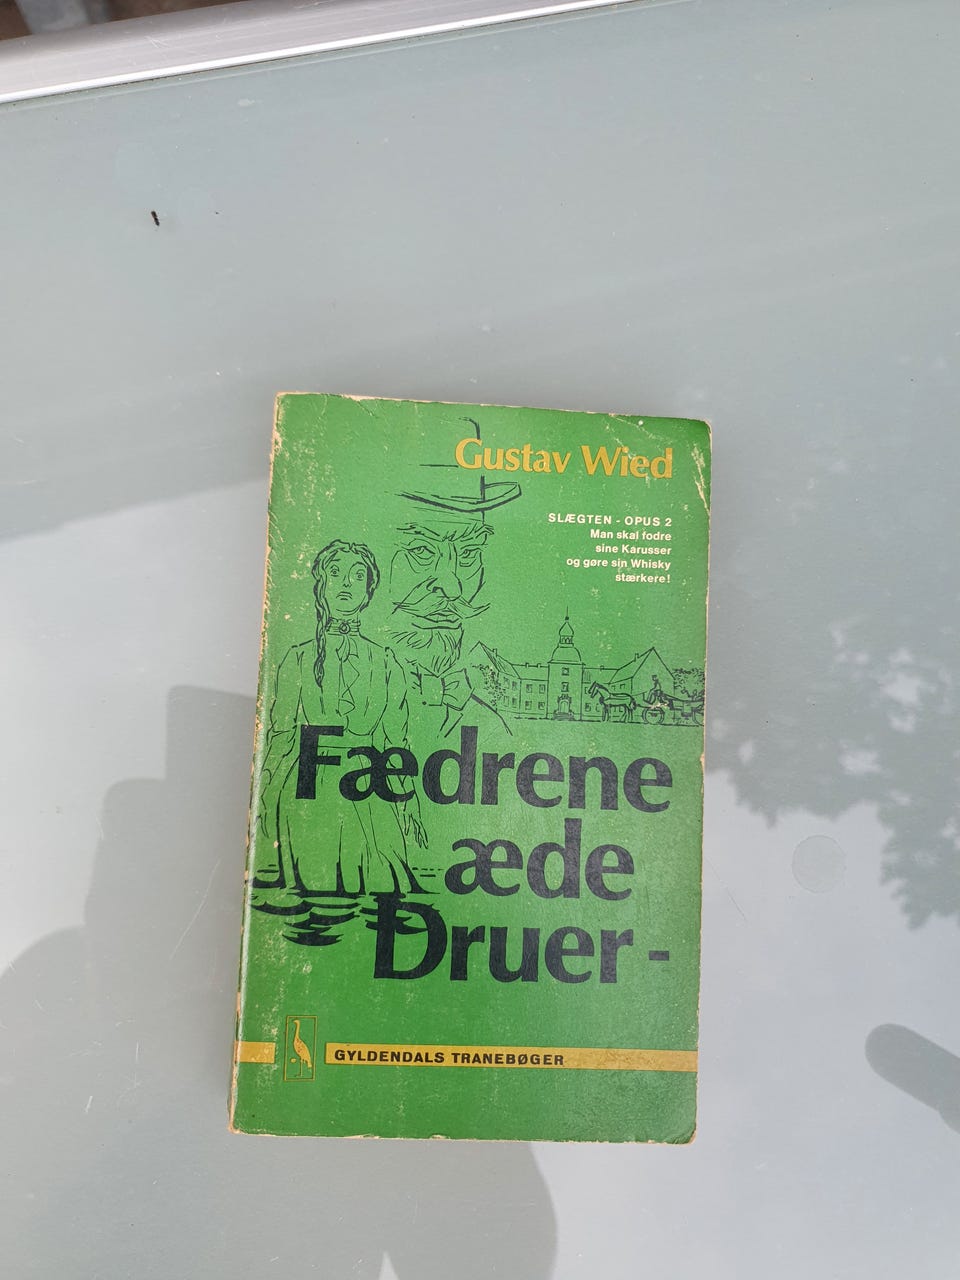 Gustav Wied
SLÆGTEN - OPUS 2
Man skal fodre
sine Karusser
og gøre sin Whisky
stærkere!
Fædrene
æde
Druer-
GYLDENDALS TRANEBØGER